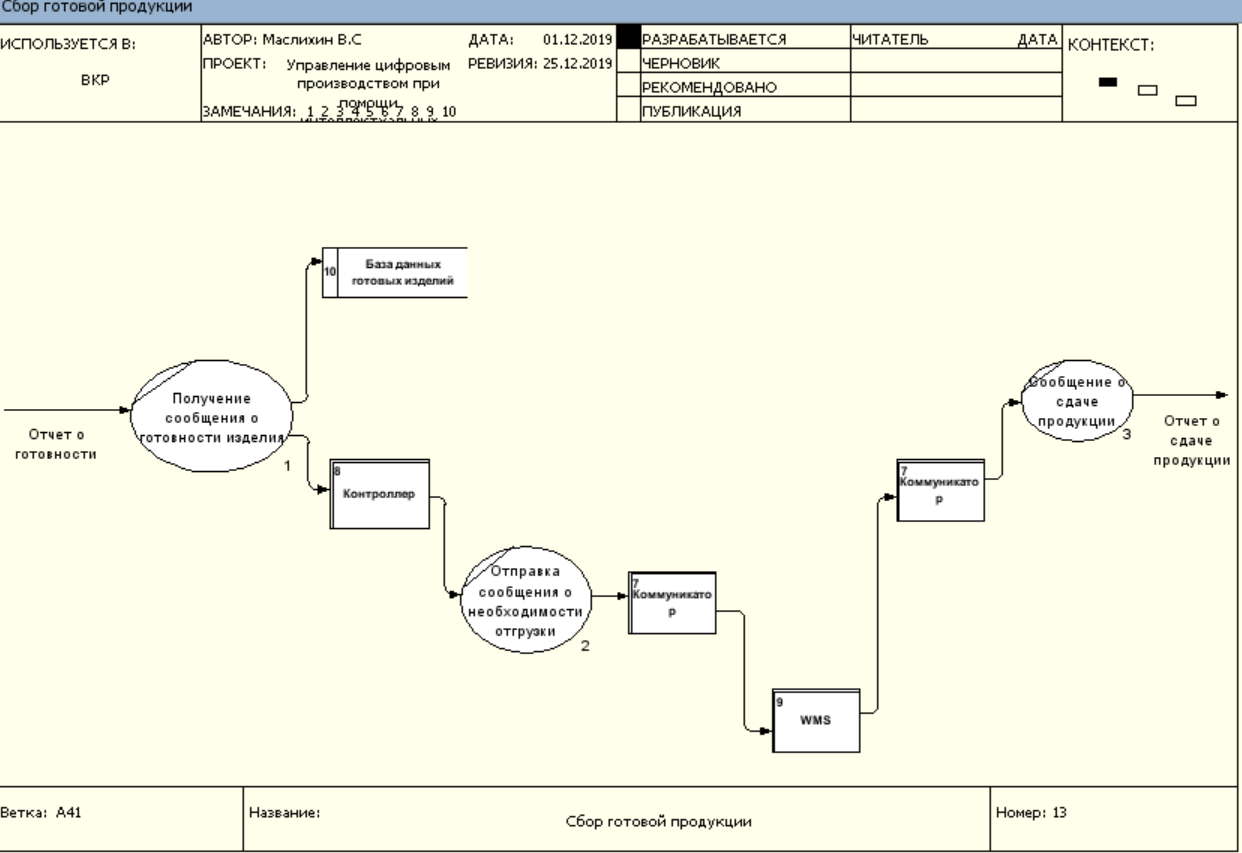 Сбор готовой продукции
ИСПОЛЬЗУЕТСЯ В:
ВКР
АВТОР: Маслихин В.С
ДАТА: 01.12.2019
ПРОЕКТ: Управление цифровым
производством при
помощи
интеллектуальных
РЕВИЗИЯ: 25.12.2019
ЗАМЕЧАНИЯ: 1 2 3 4 5 6 7 8 9 10
РАЗРАБАТЫВАЕТСЯ
ЧЕРНОВИК
РЕКОМЕНДОВАНО
ПУБЛИКАЦИЯ
ЧИТАТЕЛЬ
ДАТА
КОНТЕКСТ:
10
База данных
готовых изделий
Отчет о
готовности
Получение
сообщения о
готовности изделия
1
8
Контроллер
Отправка
сообщения о
необходимости
отгрузки
2
7
Коммуникато
р
9
WMS
7
Коммуникато
р
Сообщение о
сдаче
продукции
3
Отчет о
сдаче
продукции
Ветка: A41
Название:
Сбор готовой продукции
Номер: 13